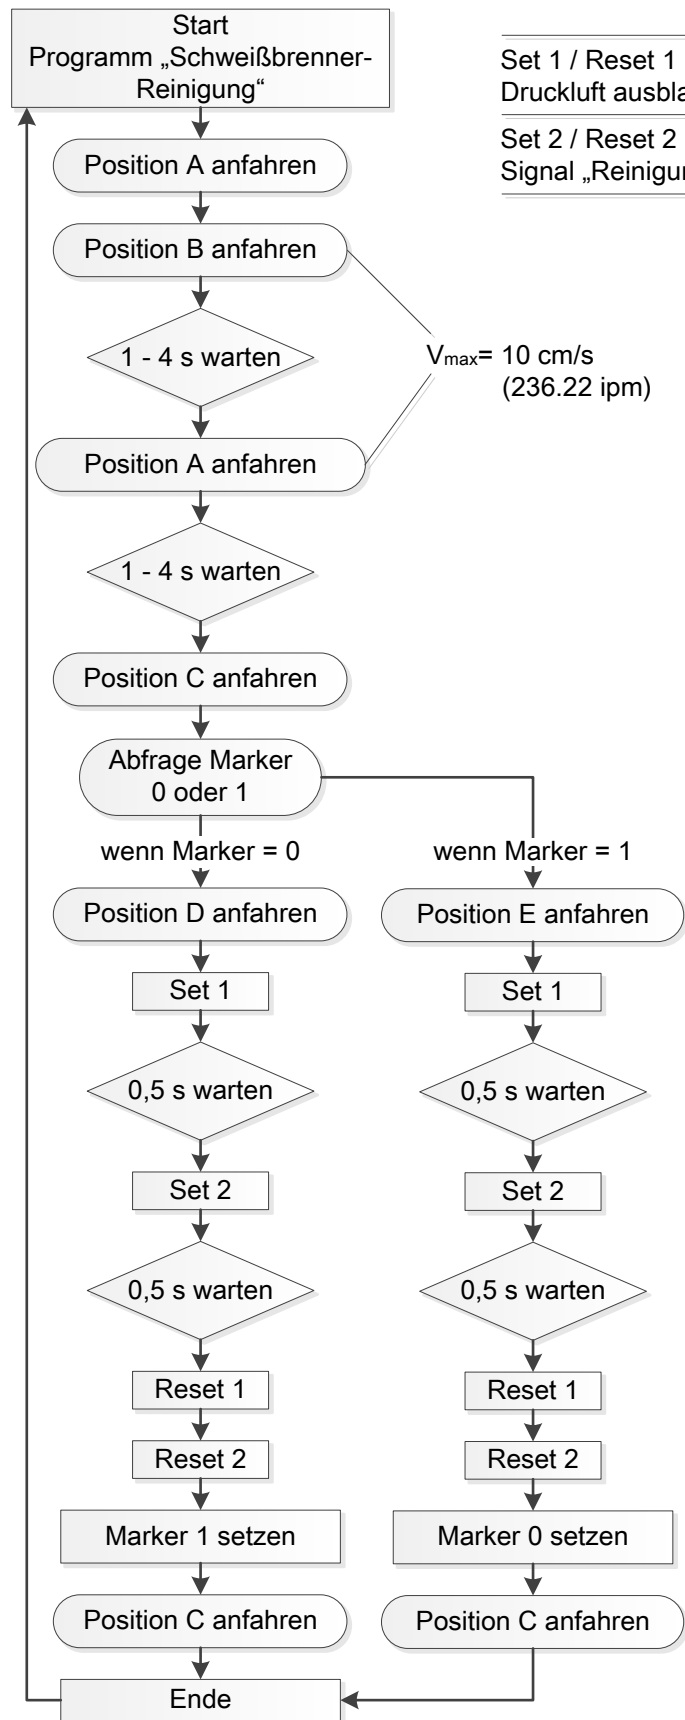 Start
Programm „Schweißbrenner-
Reinigung“
Set 1 / Reset 1
Druckluft
Set 2 / Reset 2
Signal
Position A anfahren
Position B anfahren
1 - 4 s warten
Vmax= 10 cm/s
(236.22 ipm)
Position A anfahren
1 - 4 s warten
Position C anfahren
Abfrage Marker
0 oder 1
wenn Marker = 0
wenn Marker = 1
Position D anfahren
Position E anfahren
Set 1
Set 1
0,5 s warten
0,5 s warten
Set 2
Set 2
0,5 s warten
0,5 s warten
Reset 1
Reset 1
Reset 2
Reset 2
Marker 1 setzen
Marker 0 setzen
Position C anfahren
Position C anfahren
Ende